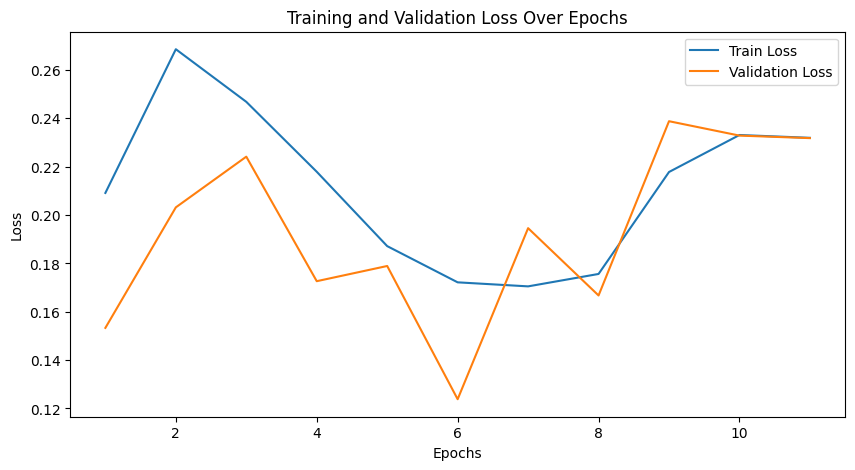 Training and Validation Loss Over Epochs
Train Loss
Validation Loss
Loss
0.26
0.24
0.22
0.20
0.18
0.16
0.14
0.12
2
4
6
8
10
Epochs